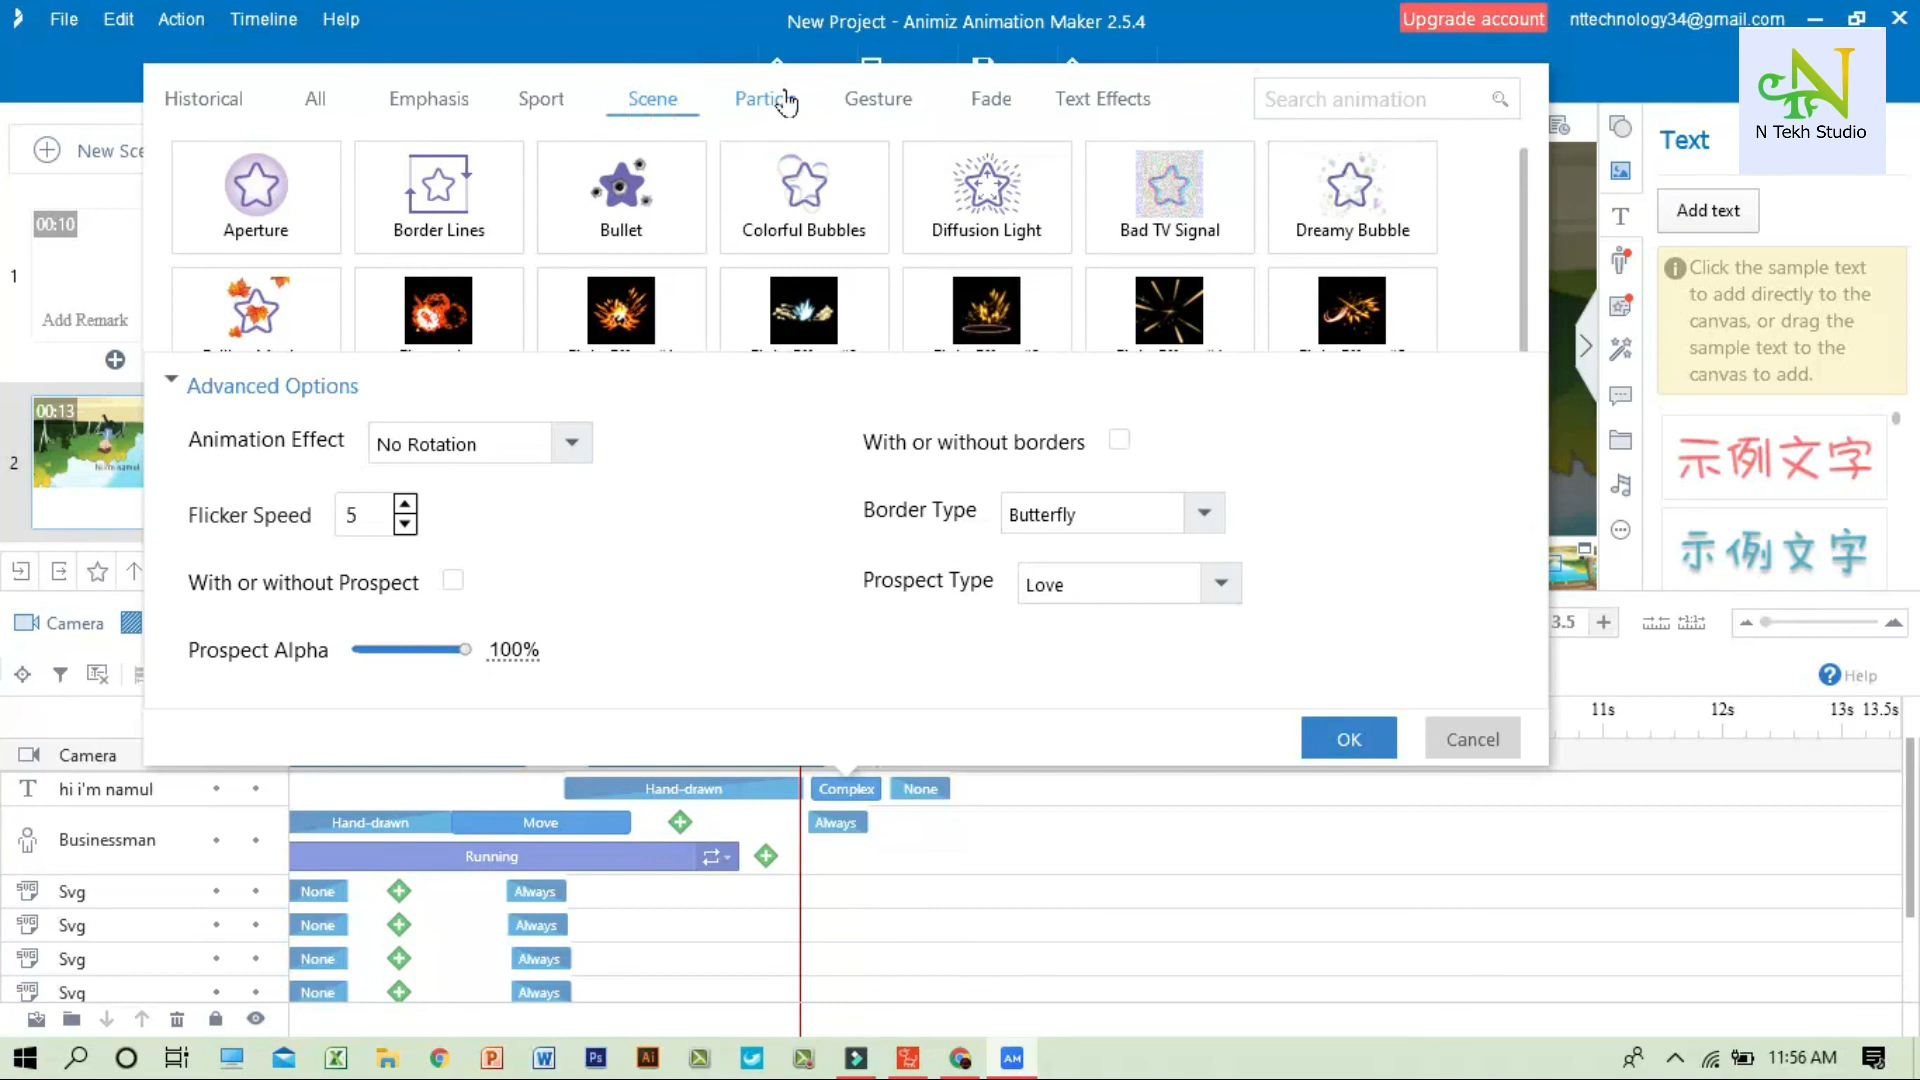 File Edit Action Timeline Help
New Project - Animiz Animation Maker 2.5.4
Upgrade account nttechnology34@gmail.com
N Tekh Studio
Historical All Emphasis Sport Scene Gesture Fade Text Effects
Search animation
Aperture Border Lines Bullet Colorful Bubbles Diffusion Light Bad TV Signal Dreamy Bubble
New
00:10
1
Add Remark
00:13
2
Camera
Advanced Options
Animation Effect No Rotation
Flicker Speed 5
With or without Prospect
Prospect Alpha 100%
With or without borders
Border Type Butterfly
Prospect Type Love
OK Cancel
Text
Add text
Click the sample text
to add directly to the
canvas, or drag the
sample text to the
canvas to add.
示例文字
示例文字
3.5
Help
11s 12s 13s 13.5s
Camera
hi i'm namul Hand-drawn Complex None
Businessman Hand-drawn Move Always
Running
Svg None Always
Svg None Always
Svg None Always
Svg None Always
11:56 AM